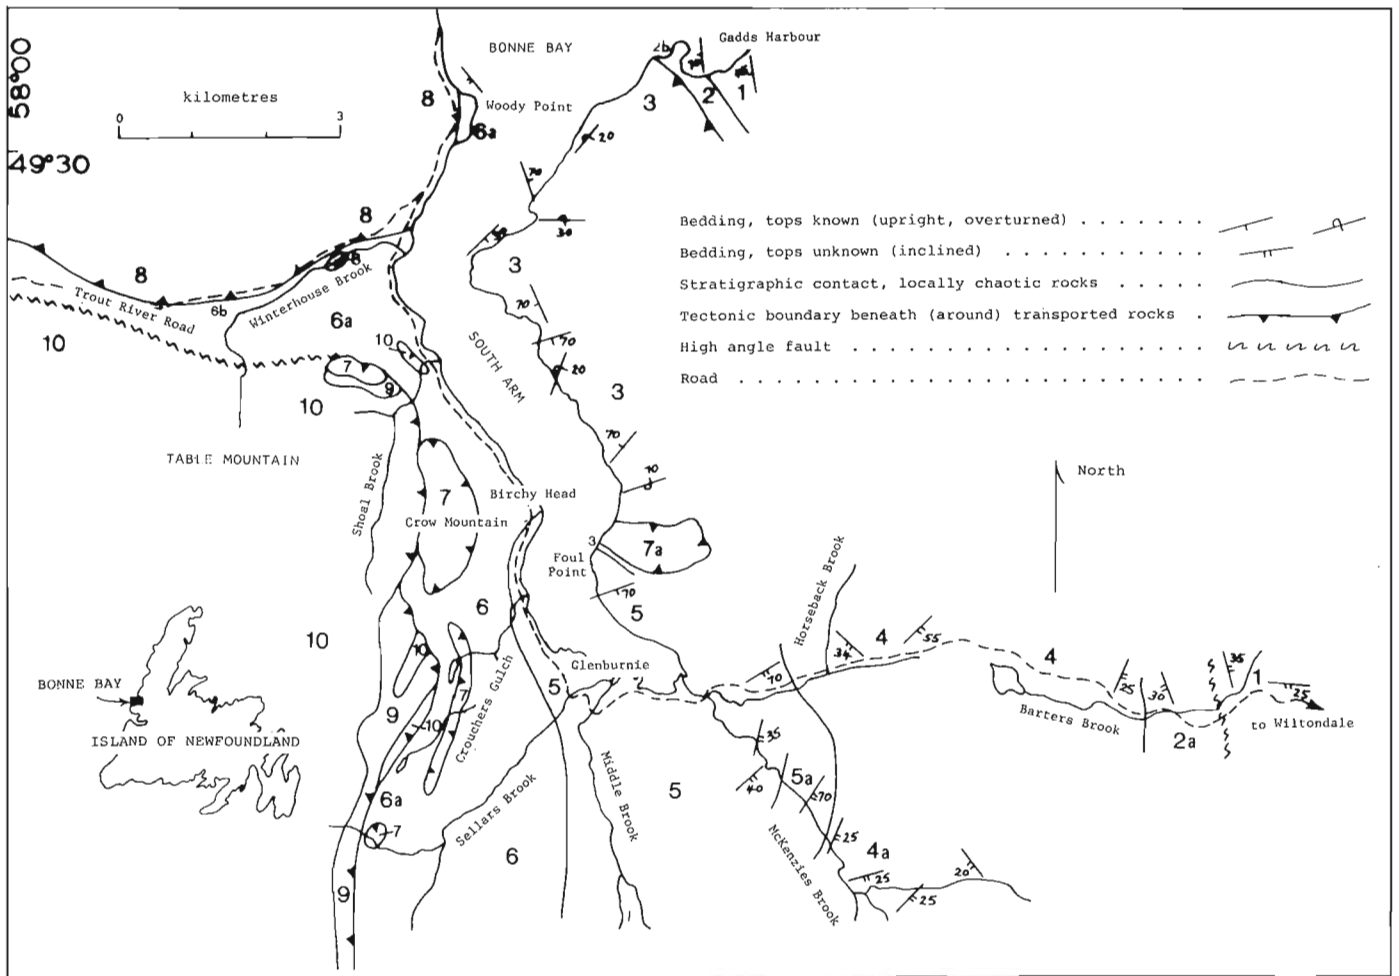 58°00
49°30
kilometres
0 3
BONNE BAY
Woody Point
Gadds Harbour
8
6a
3
2b
2
1
20
70
30
8
8
6b
Trout River Road
Winterhouse Brook
6a
10
10
7
9
10
SOUTH ARM
3
70
70
20
3
70
70
Bedding, tops known (upright, overturned)
Bedding, tops unknown (inclined)
Stratigraphic contact, locally chaotic rocks
Tectonic boundary beneath (around) transported rocks
High angle fault
Road
TABLE MOUNTAIN
Shoal Brook
7
Crow Mountain
Birchy Head
North
3
Foul
Point
7a
70
5
6
10
10
9
7
10
Crouchers Gulch
Glenburnie
5
Horseback Brook
4
34
55
70
4
25
30
35
1
25
Barters Brook
2a
to Wiltondale
BONNE BAY
ISLAND OF NEWFOUNDLAND
6a
7
9
Sellars Brook
6
Middle Brook
5
35
40
5a
70
McKenzies Brook
25
4a
25
20
25